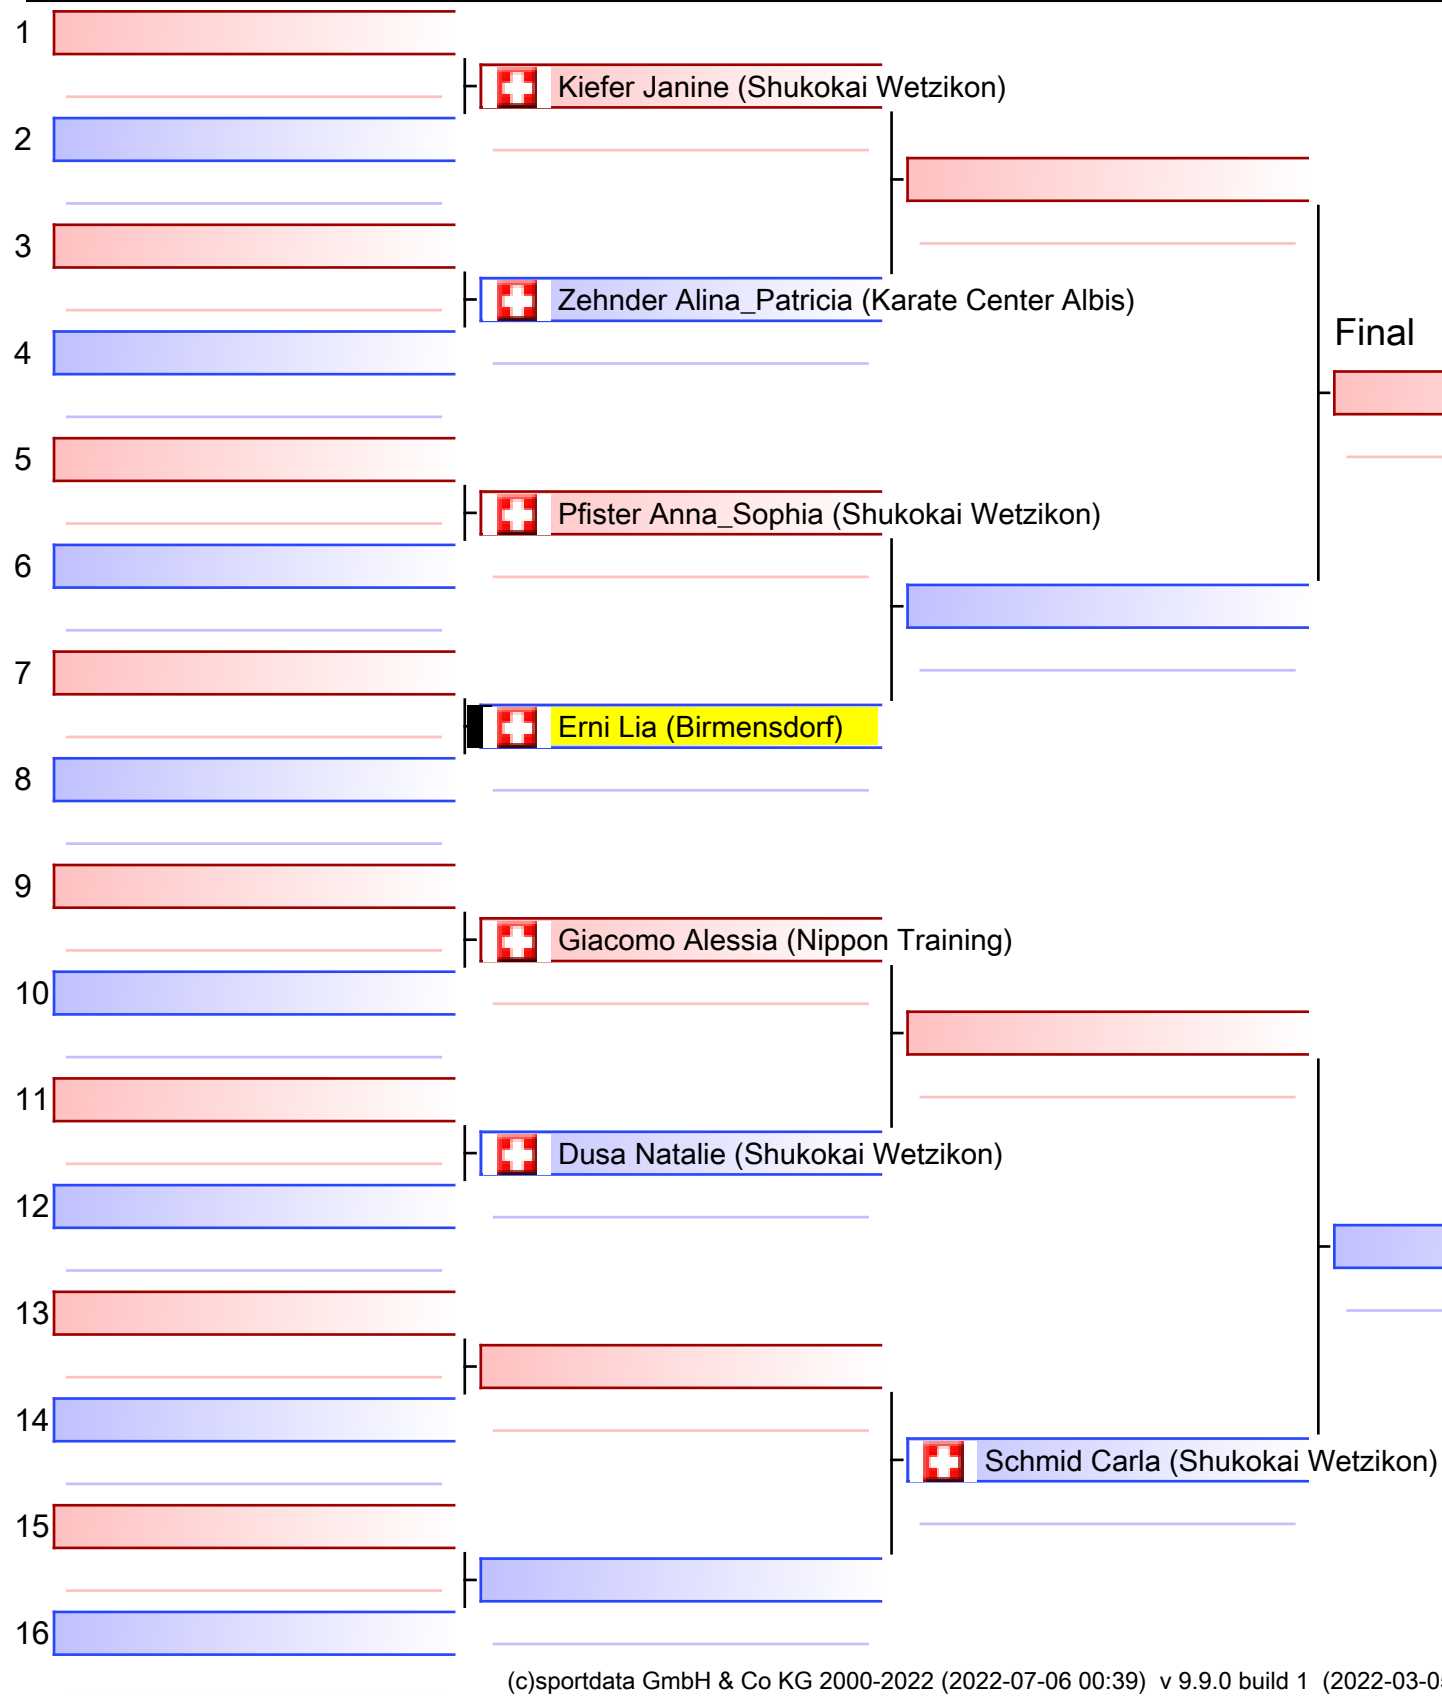 1
Kiefer Janine (Shukokai Wetzikon)
2
3
Zehnder Alina_Patricia (Karate Center Albis)
4
Final
5
Pfister Anna_Sophia (Shukokai Wetzikon)
6
7
Erni Lia (Birmensdorf)
8
9
Giacomo Alessia (Nippon Training)
10
11
Dusa Natalie (Shukokai Wetzikon)
12
13
14
Schmid Carla (Shukokai Wetzikon)
15
16
(c)sportdata GmbH & Co KG 2000-2022 (2022-07-06 00:39) v 9.9.0 build 1 (2022-03-0